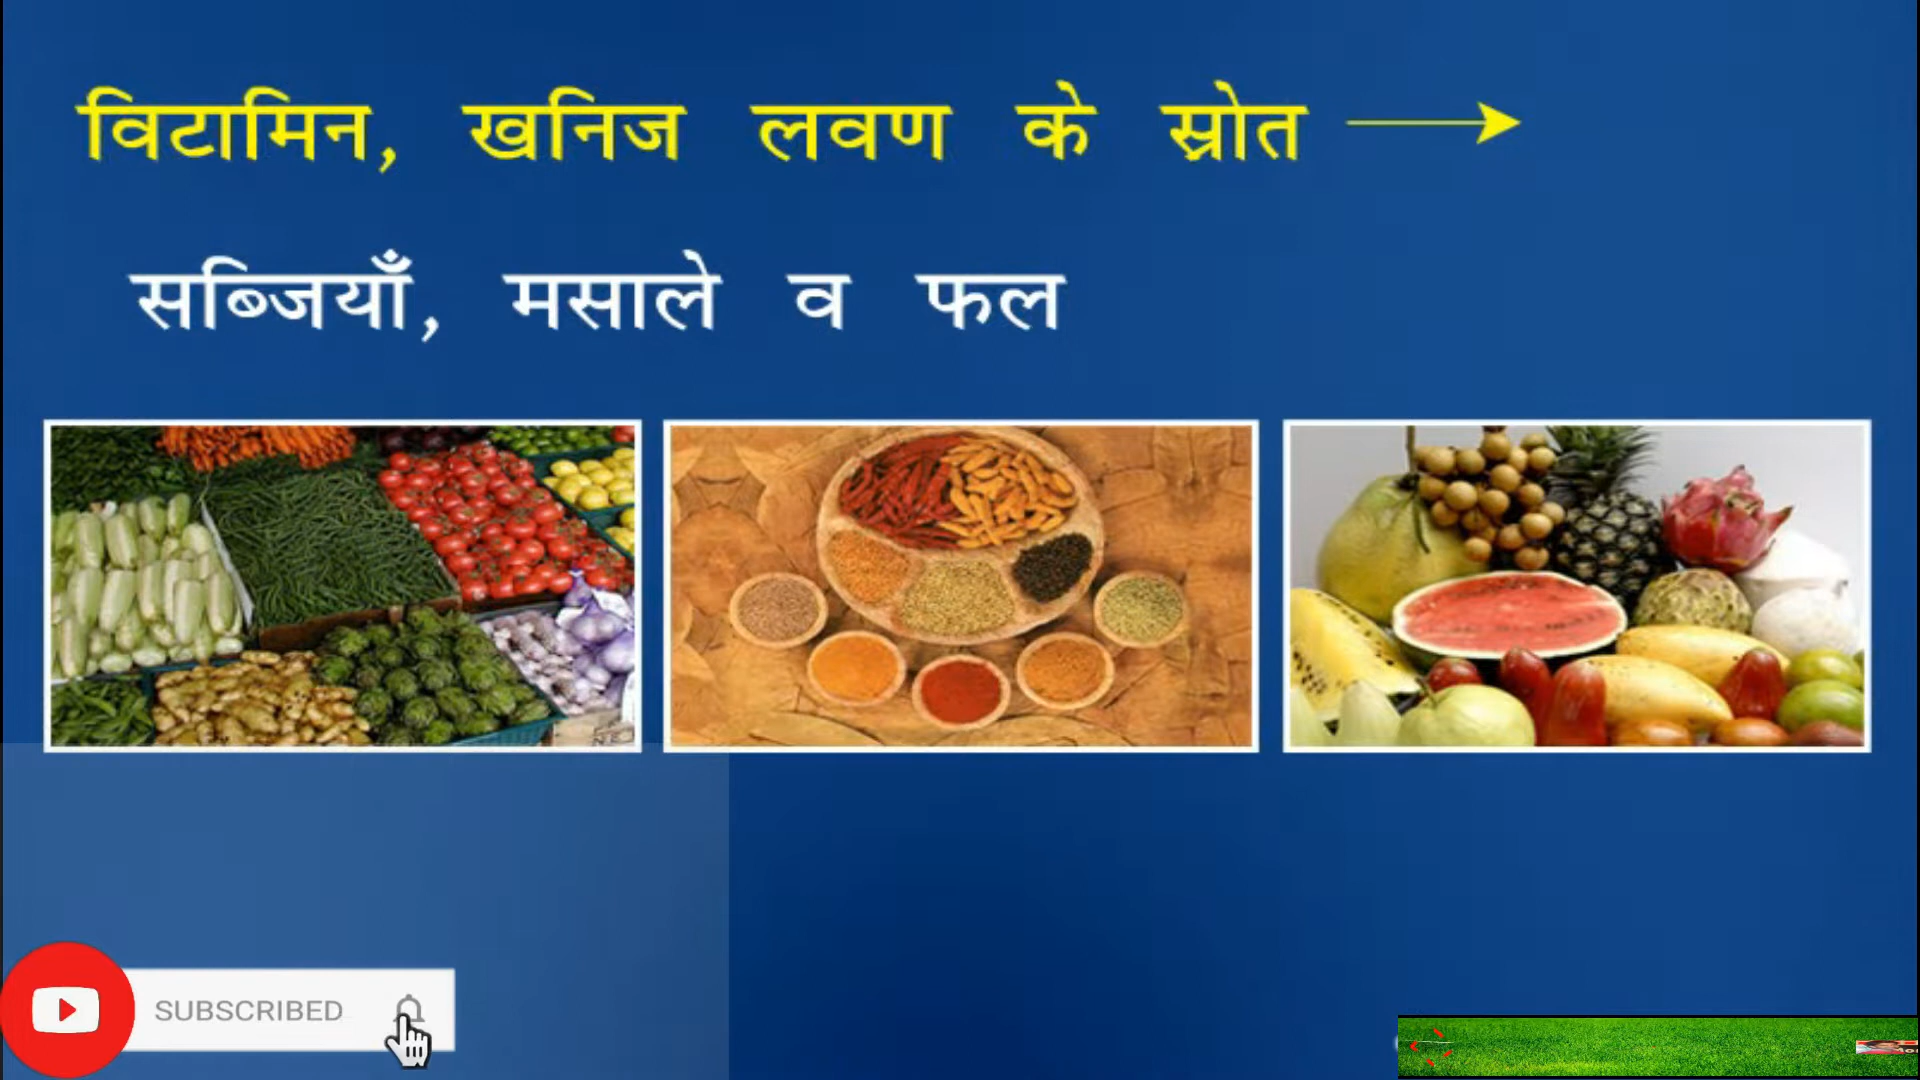 विटामिन, खनिज लवण के स्रोत →
सब्जियाँ, मसाले व फल
SUBSCRIBED